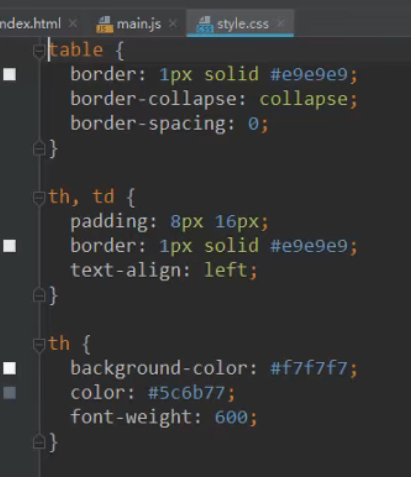 ndex.html × main.js × style.css ×
table {
  border: 1px solid #e9e9e9;
  border-collapse: collapse;
  border-spacing: 0;
}
th, td {
  padding: 8px 16px;
  border: 1px solid #e9e9e9;
  text-align: left;
}
th {
  background-color: #f7f7f7;
  color: #5c6b77;
  font-weight: 600;
}